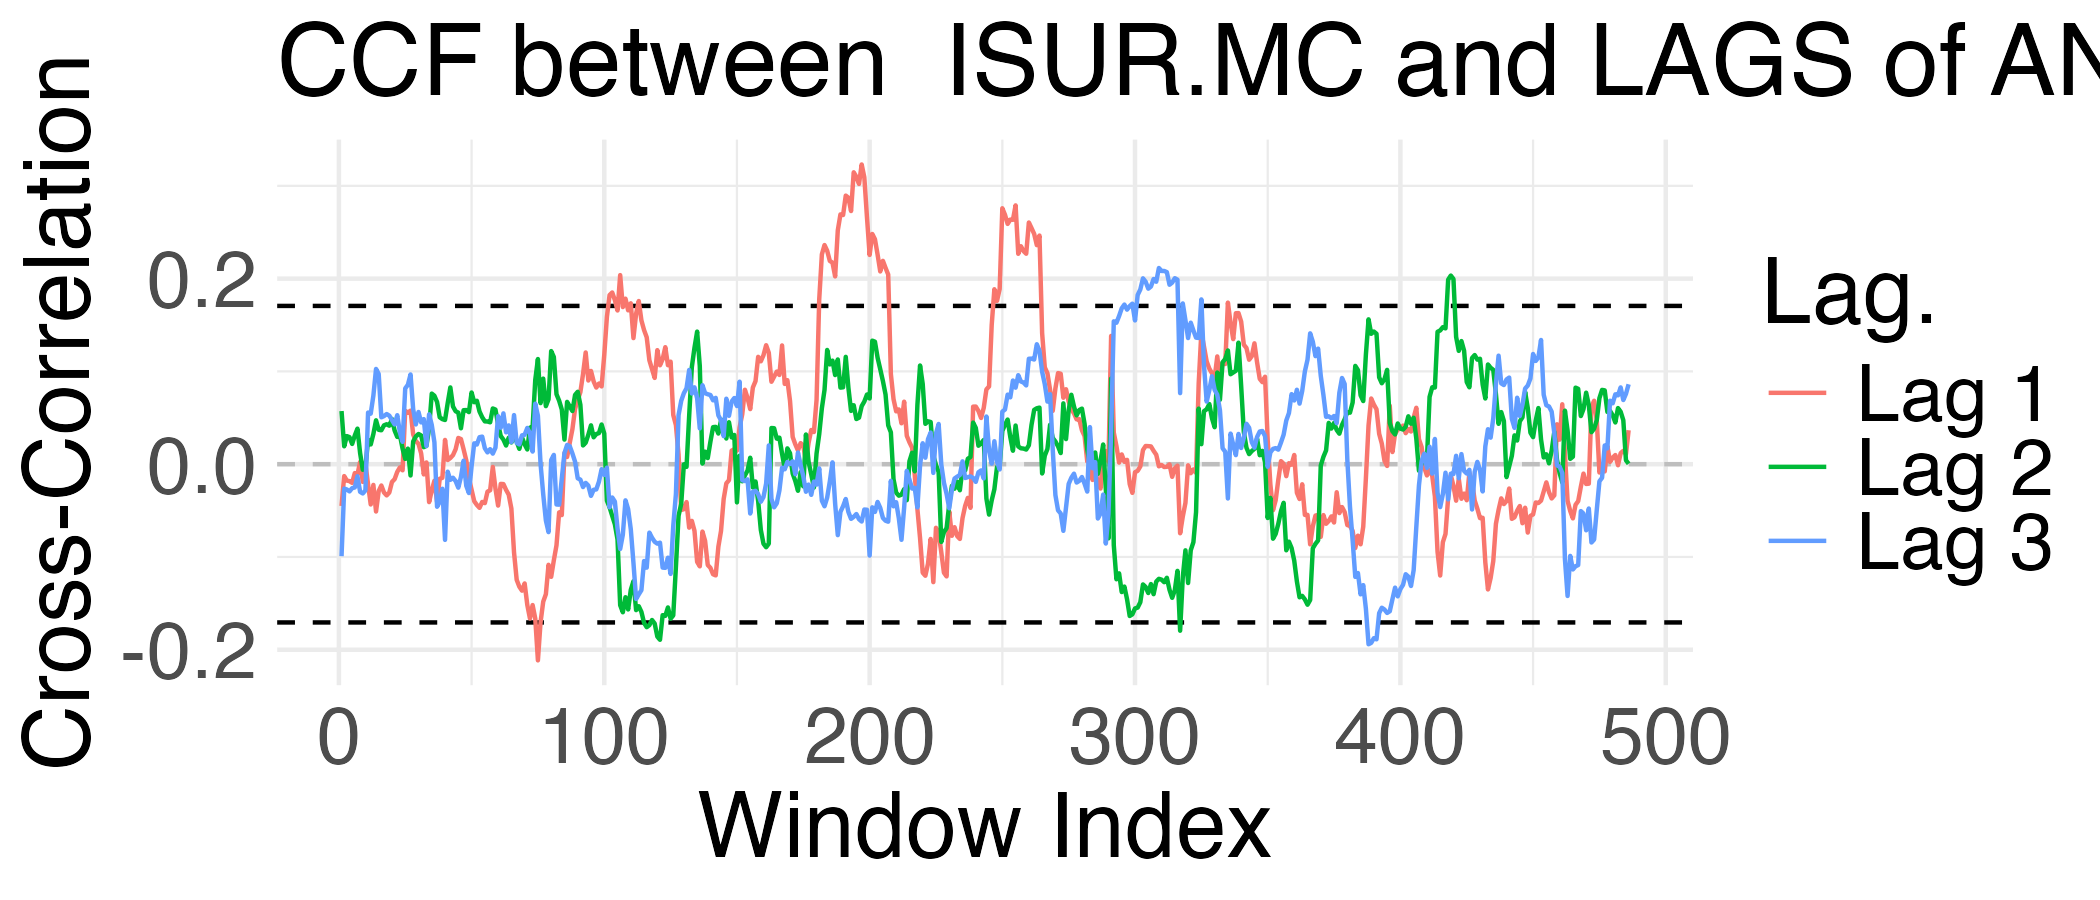 CCF between ISUR.MC and LAGS of AN
Cross-Correlation
0.2
0.0
-0.2
0 100 200 300 400 500
Window Index
Lag.
Lag 1
Lag 2
Lag 3